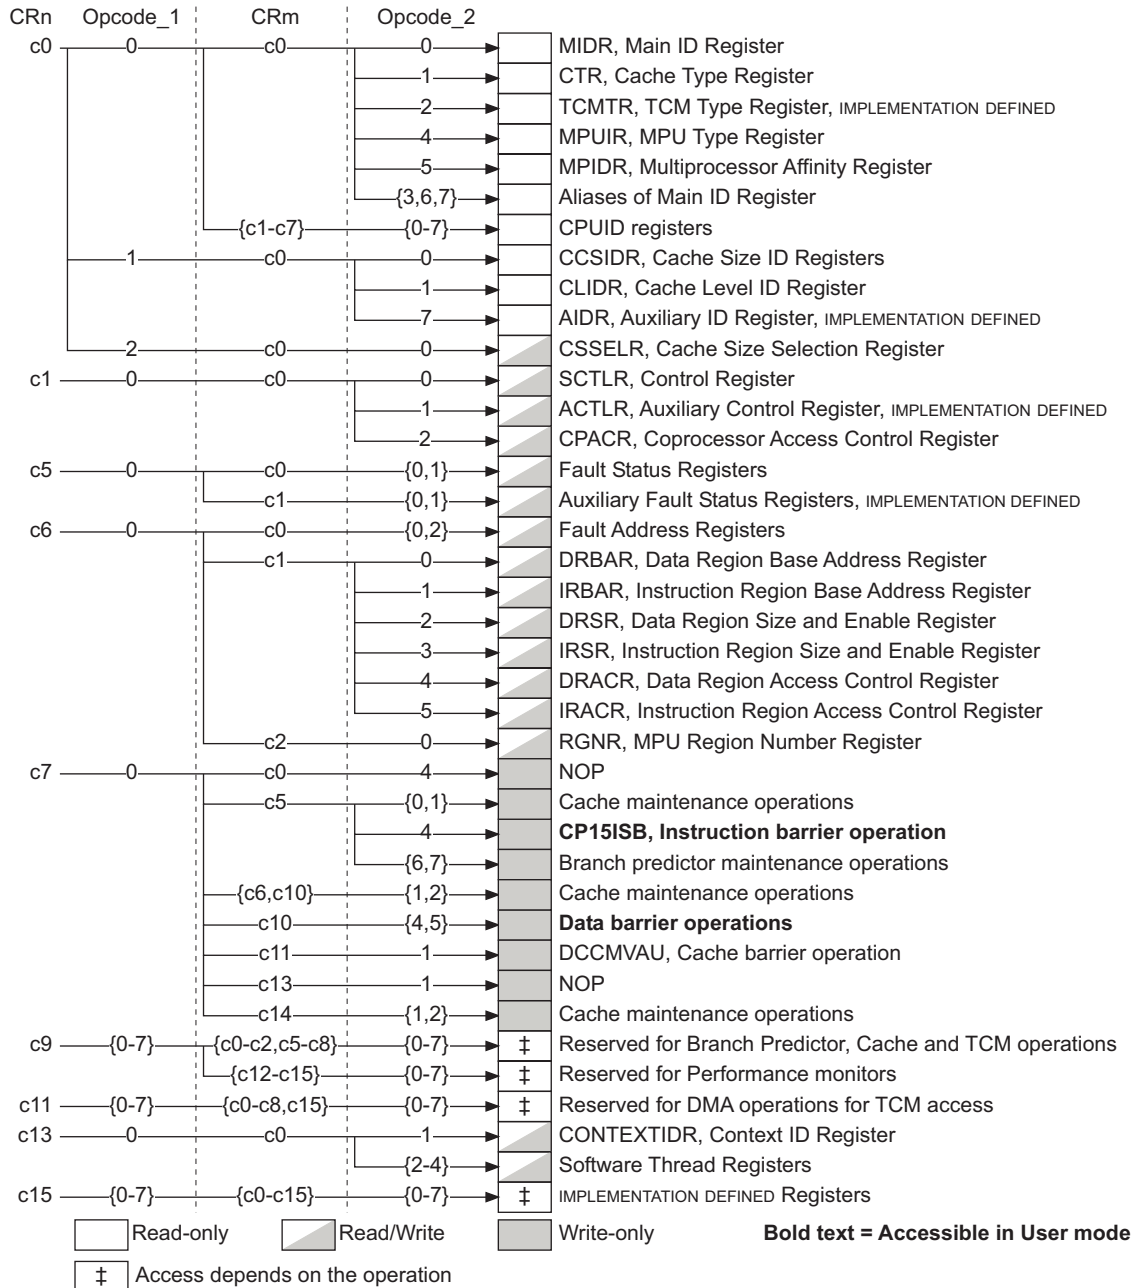 CRn Opcode_1 CRm Opcode_2
c0 0 c0 0 MIDR, Main ID Register
1 CTR, Cache Type Register
2 TCMTR, TCM Type Register, IMPLEMENTATION DEFINED
4 MPUIR, MPU Type Register
5 MPIDR, Multiprocessor Affinity Register
{3,6,7} Aliases of Main ID Register
{c1-c7} {0-7} CPUID registers
1 c0 0 CCSIDR, Cache Size ID Registers
1 CLIDR, Cache Level ID Register
7 AIDR, Auxiliary ID Register, IMPLEMENTATION DEFINED
2 c0 0 CSSELR, Cache Size Selection Register
c1 0 c0 0 SCTLR, Control Register
1 ACTLR, Auxiliary Control Register, IMPLEMENTATION DEFINED
2 CPACR, Coprocessor Access Control Register
c5 0 c0 {0,1} Fault Status Registers
c1 {0,1} Auxiliary Fault Status Registers, IMPLEMENTATION DEFINED
c6 0 c0 {0,2} Fault Address Registers
c1 0 DRBAR, Data Region Base Address Register
1 IRBAR, Instruction Region Base Address Register
2 DRSR, Data Region Size and Enable Register
3 IRSR, Instruction Region Size and Enable Register
4 DRACR, Data Region Access Control Register
5 IRACR, Instruction Region Access Control Register
c2 0 RGNR, MPU Region Number Register
c7 0 c0 4 NOP
c5 {0,1} Cache maintenance operations
4 CP15ISB, Instruction barrier operation
{6,7} Branch predictor maintenance operations
{c6,c10} {1,2} Cache maintenance operations
c10 {4,5} Data barrier operations
c11 1 DCCMVAU, Cache barrier operation
c13 1 NOP
c14 {1,2} Cache maintenance operations
c9 {0-7} {c0-c2,c5-c8} {0-7} ‡ Reserved for Branch Predictor, Cache and TCM operations
{c12-c15} {0-7} ‡ Reserved for Performance monitors
c11 {0-7} {c0-c8,c15} {0-7} ‡ Reserved for DMA operations for TCM access
c13 0 c0 1 CONTEXTIDR, Context ID Register
{2-4} Software Thread Registers
c15 {0-7} {c0-c15} {0-7} ‡ IMPLEMENTATION DEFINED Registers
Read-only Read/Write Write-only Bold text = Accessible in User mode
‡ Access depends on the operation